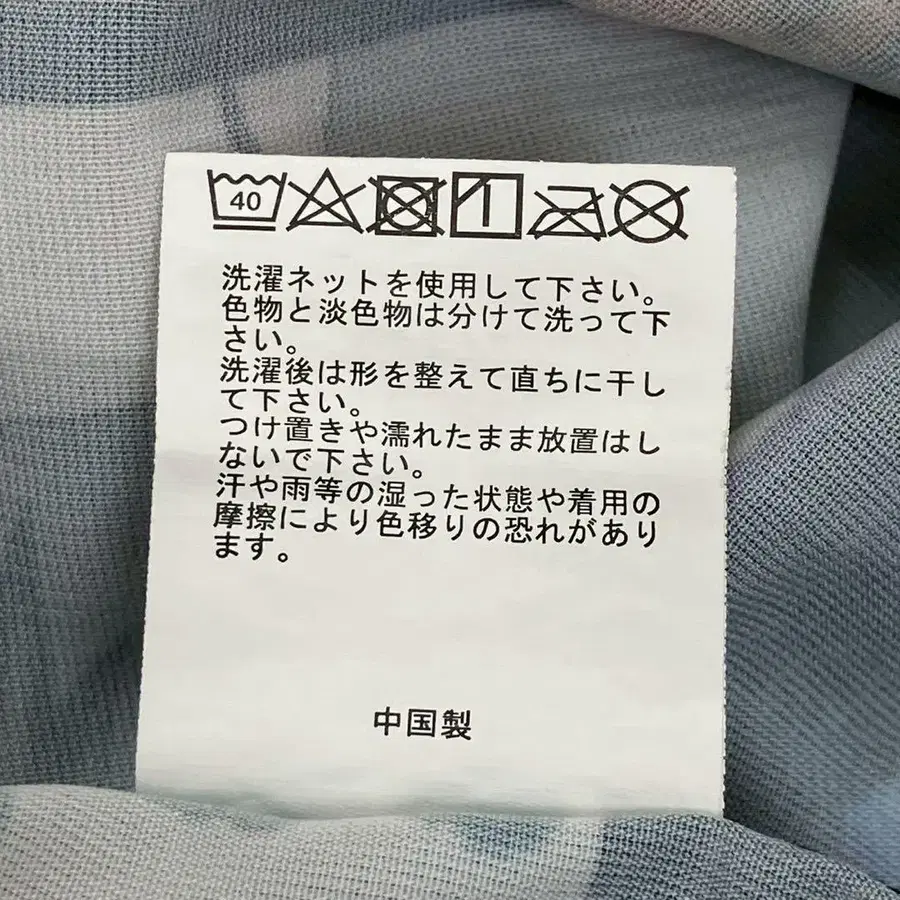 40
洗濯ネットを使用して下さい。
色物と淡色物は分けて洗って下
さい。
洗濯後は形を整えて直ちに干し
て下さい。
つけ置きや濡れたまま放置はし
ないで下さい。
汗や雨等の湿った状態や着用の
摩擦により色移りの恐れがあり
ます。
中国製